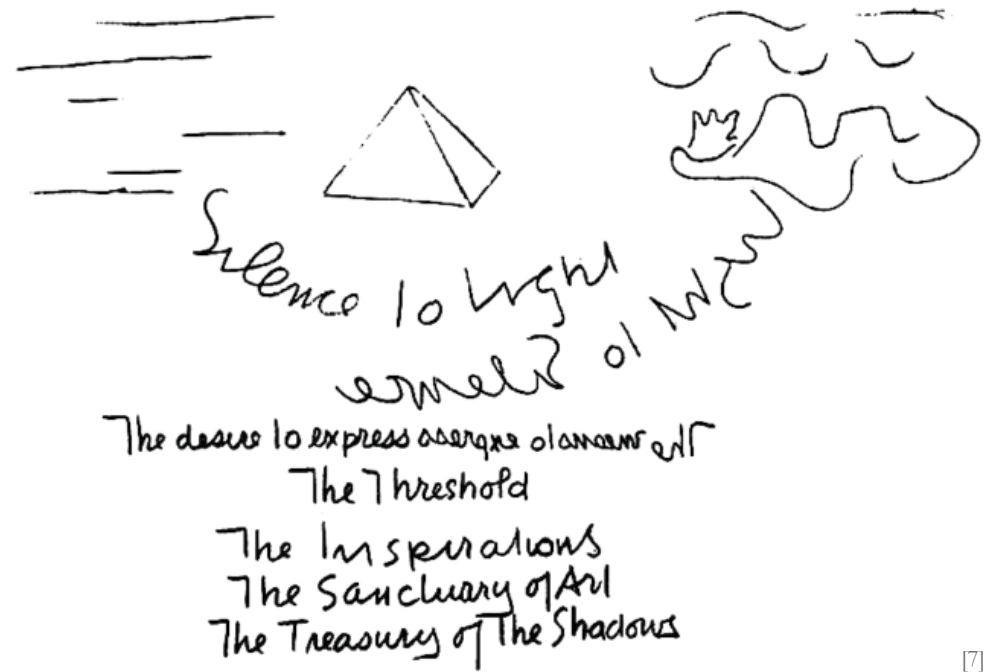 Silence to Light
to Silence
The desire to express The means to express
The Threshold
The Inspirations
The Sanctuary of Art
The Treasury of The Shadows
[7]